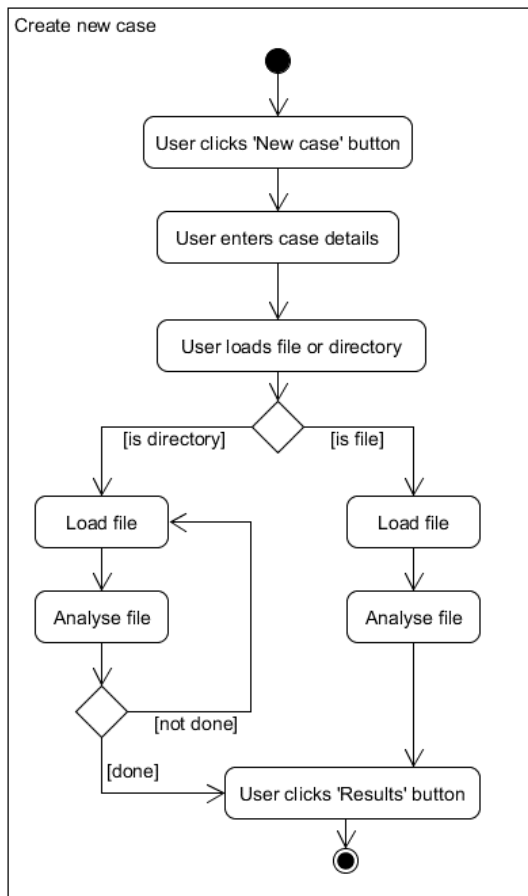 Create new case
User clicks 'New case' button
User enters case details
User loads file or directory
[is directory]
[is file]
Load file
Load file
Analyse file
Analyse file
[not done]
[done]
User clicks 'Results' button